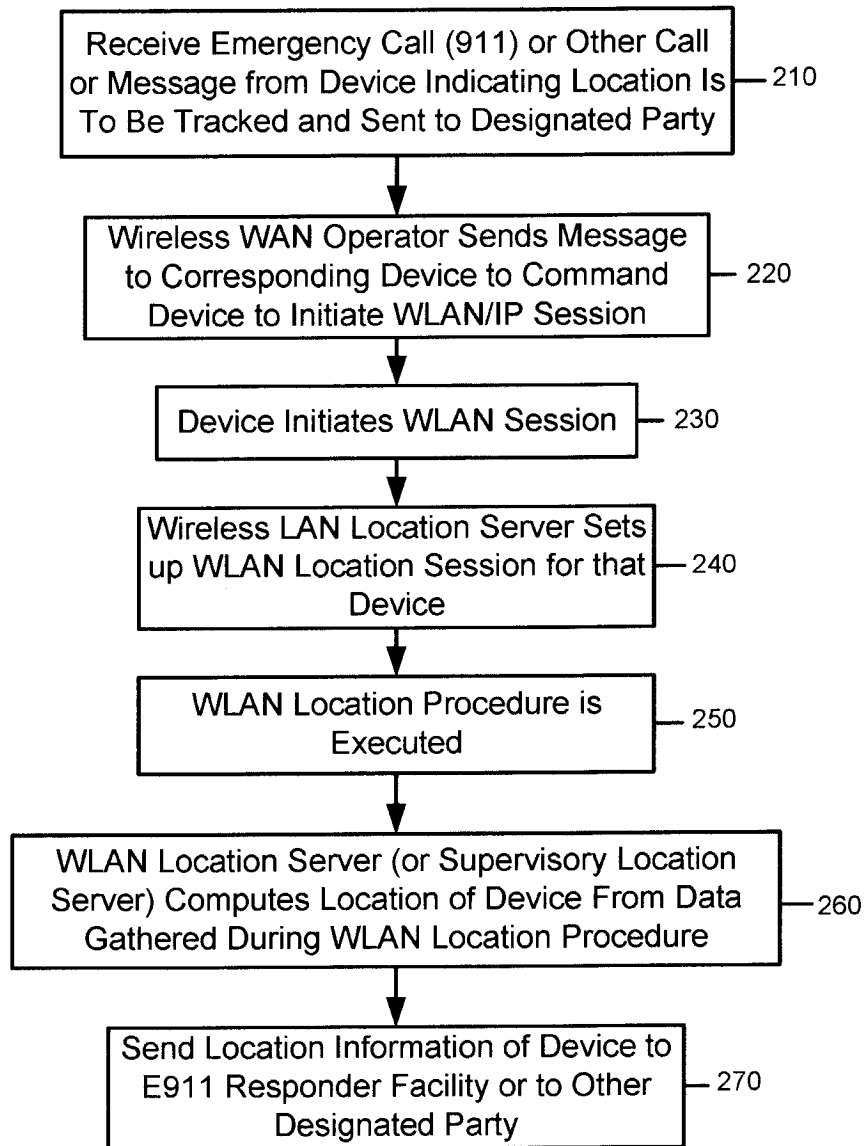 Receive Emergency Call (911) or Other Call
or Message from Device Indicating Location Is
To Be Tracked and Sent to Designated Party
210
Wireless WAN Operator Sends Message
to Corresponding Device to Command
Device to Initiate WLAN/IP Session
220
Device Initiates WLAN Session
230
Wireless LAN Location Server Sets
up WLAN Location Session for that
Device
240
WLAN Location Procedure is
Executed
250
WLAN Location Server (or Supervisory Location
Server) Computes Location of Device From Data
Gathered During WLAN Location Procedure
260
Send Location Information of Device to
E911 Responder Facility or to Other
Designated Party
270